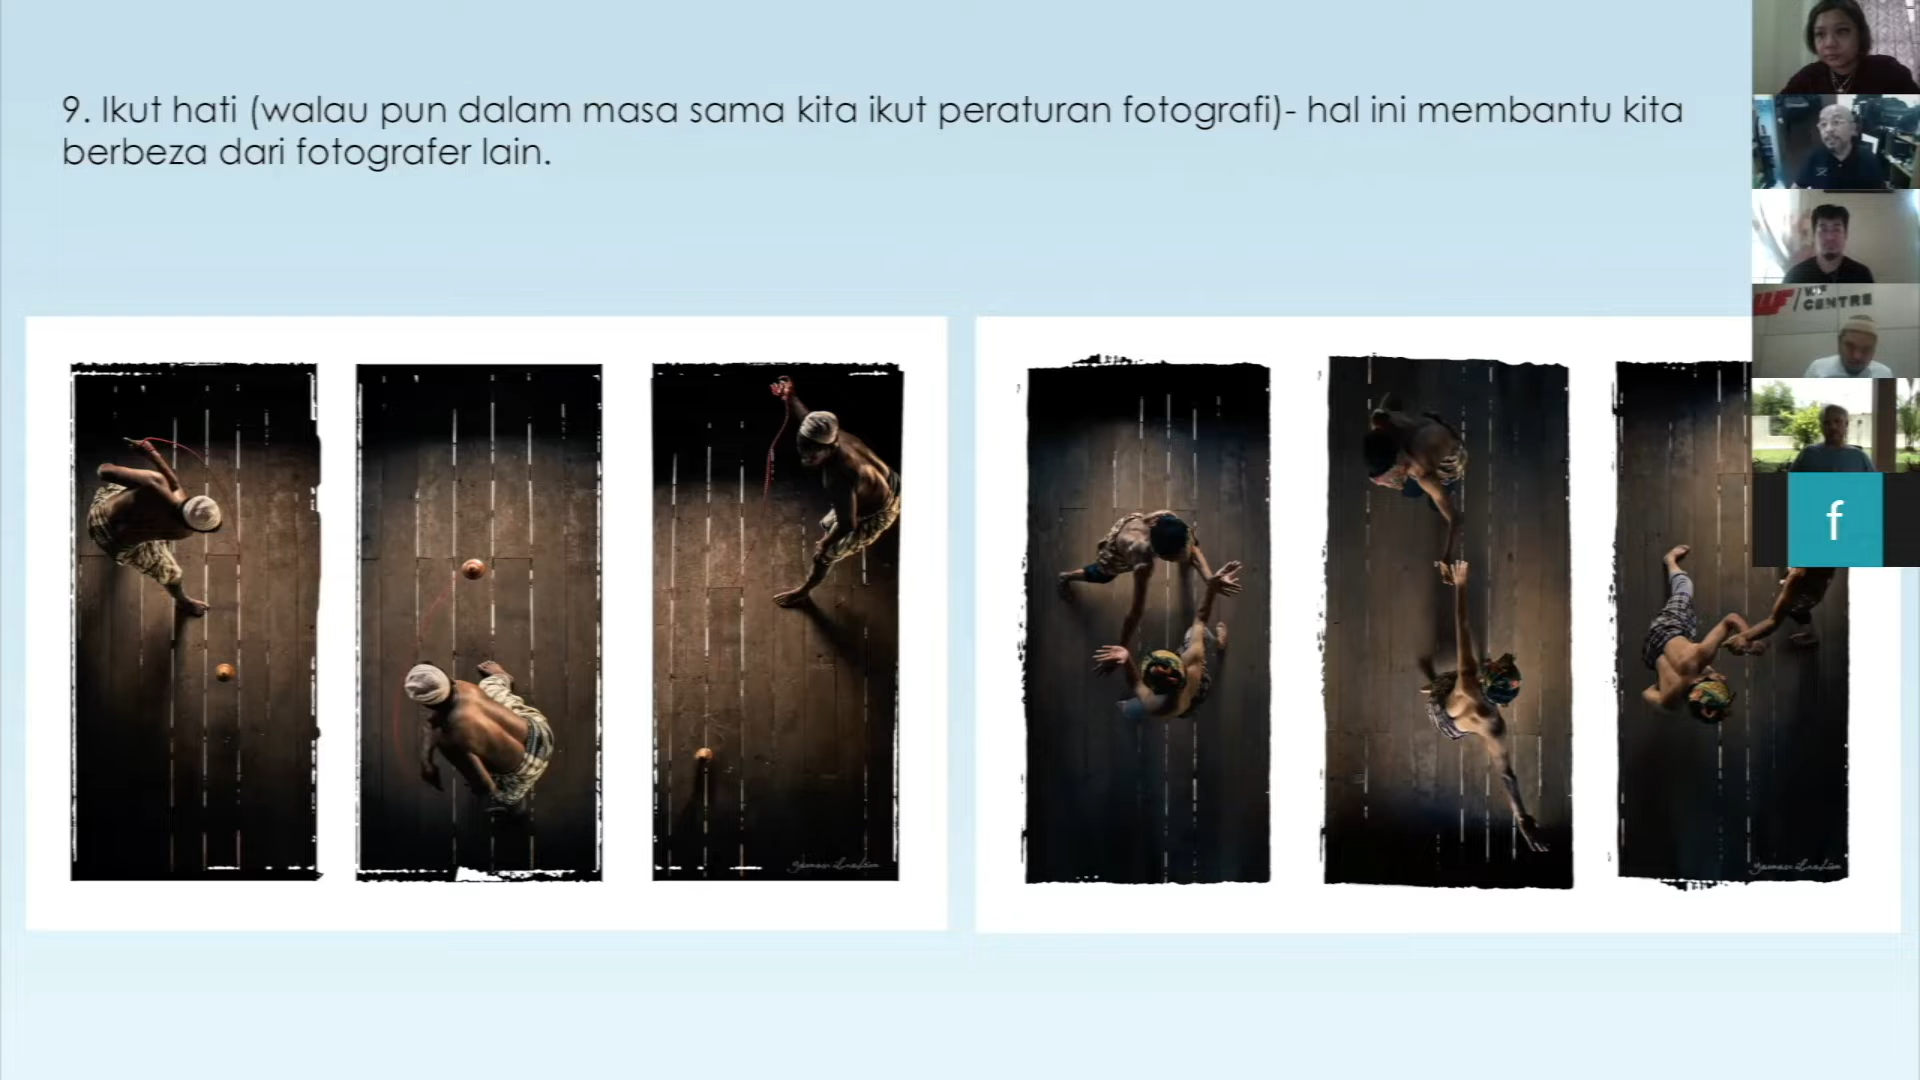 9. Ikut hati (walau pun dalam masa sama kita ikut peraturan fotografi)- hal ini membantu kita
berbeza dari fotografer lain.
CENTRE
f